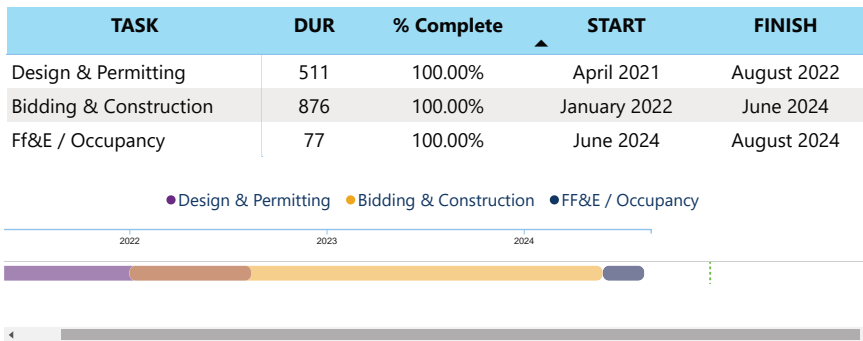 TASK DUR % Complete START FINISH
Design & Permitting 511 100.00% April 2021 August 2022
Bidding & Construction 876 100.00% January 2022 June 2024
Ff&E / Occupancy 77 100.00% June 2024 August 2024
Design & Permitting Bidding & Construction FF&E / Occupancy
2022 2023 2024